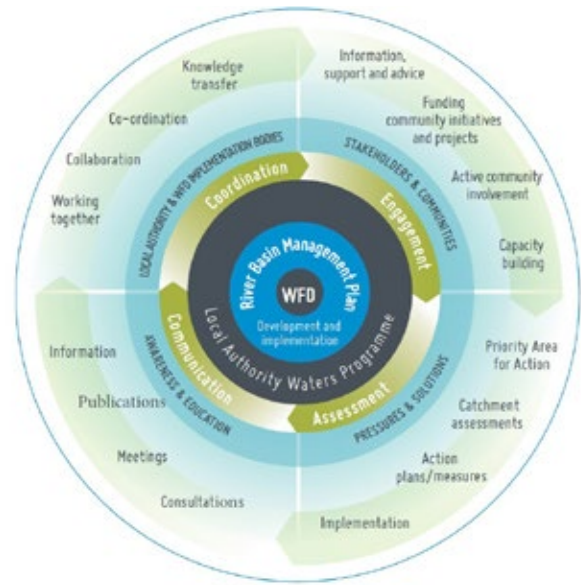 Knowledge
transfer
Co-ordination
Collaboration
Working
together
Information,
support and advice
Funding
community initiatives
and projects
Active community
involvement
Capacity
building
LOCAL AUTHORITY & WFD IMPLEMENTATION BODIES
STAKEHOLDERS & COMMUNITIES
Coordination
Engagement
River Basin Management Plan
WFD
Development and
implementation
Local Authority Waters Programme
Communication
Assessment
AWARENESS & EDUCATION
PRESSURES & SOLUTIONS
Information
Publications
Meetings
Consultations
Priority Area
for Action
Catchment
assessments
Action
plans/measures
Implementation